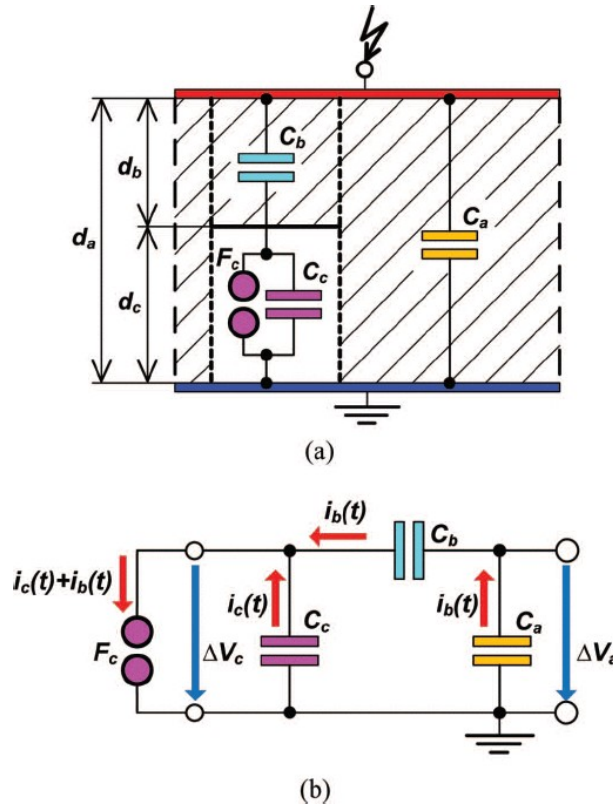 d_b
C_b
d_a
C_a
F_c
C_c
d_c
(a)
i_b(t)
C_b
i_c(t)+i_b(t)
i_c(t)
i_b(t)
C_c
C_a
F_c
ΔV_c
ΔV_a
(b)